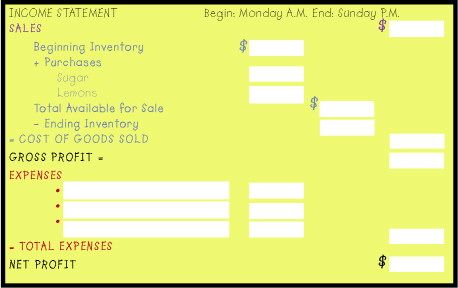 INCOME STATEMENT Begin: Monday A.M. End: Sunday P.M.
SALES $
Beginning Inventory $
+ Purchases
Sugar
Lemons
Total Available for Sale $
- Ending Inventory
= COST OF GOODS SOLD
GROSS PROFIT =
EXPENSES
•
•
•
= TOTAL EXPENSES
NET PROFIT $